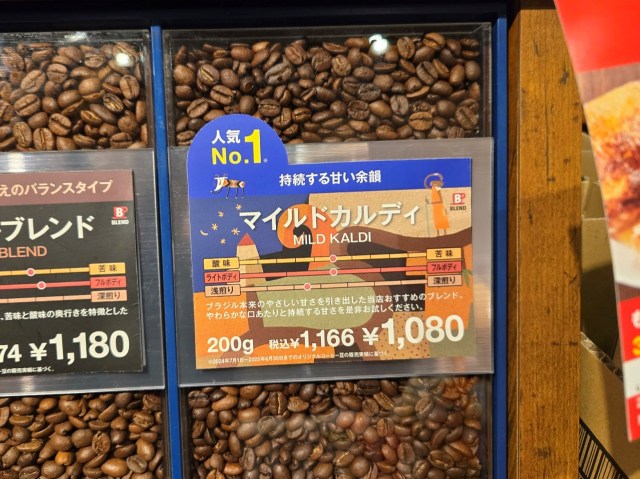 えのバランスタイプ
ブレンド
BLEND
B
BLEND
苦味
フルボディ
深煎り
苦味と酸味の奥行きを特徴とした
74 ¥1,180
人気
No.1
持続する甘い余韻
マイルドカルディ
MILD KALDI
B
BLEND
酸味 苦味
ライトボディ フルボディ
浅煎り 深煎り
ブラジル本来のやさしい甘さを引き出した当店おすすめのブレンド。
やわらかな口あたりと持続する甘さを是非お試しください。
200g 税込¥1,166 ¥1,080